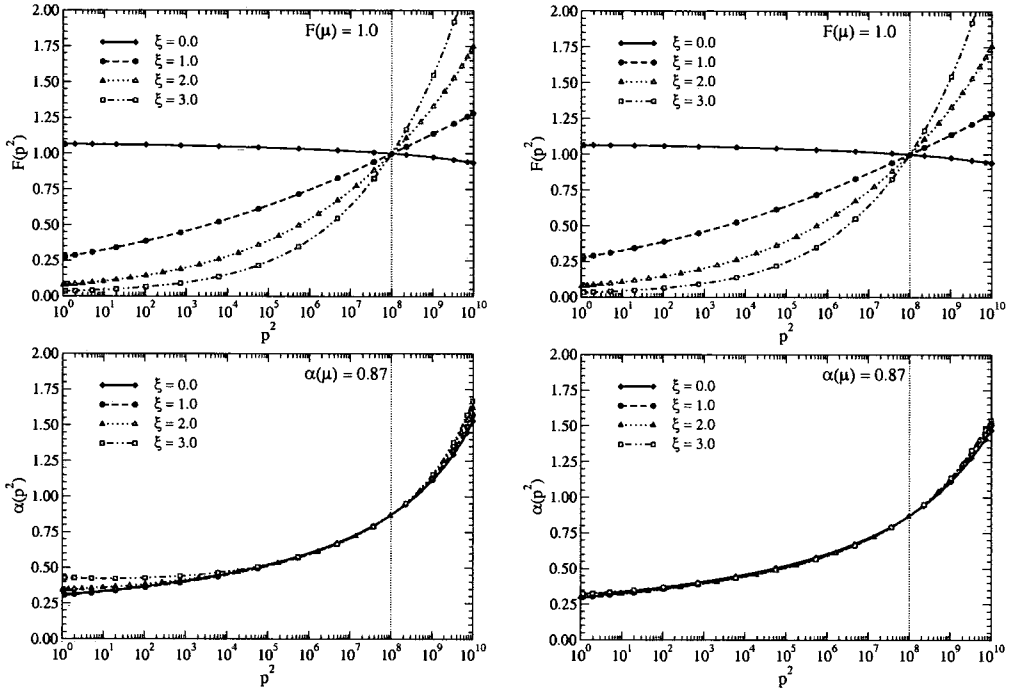 2.00
F(μ) = 1.0
1.75
ξ = 0.0
1.50
ξ = 1.0
ξ = 2.0
1.25
ξ = 3.0
F(p²)
1.00
0.75
0.50
0.25
0.00
10⁰ 10¹ 10² 10³ 10⁴ 10⁵ 10⁶ 10⁷ 10⁸ 10⁹ 10¹⁰
p²
2.00
F(μ) = 1.0
1.75
ξ = 0.0
1.50
ξ = 1.0
ξ = 2.0
1.25
ξ = 3.0
F(p²)
1.00
0.75
0.50
0.25
0.00
10⁰ 10¹ 10² 10³ 10⁴ 10⁵ 10⁶ 10⁷ 10⁸ 10⁹ 10¹⁰
p²
2.00
α(μ) = 0.87
1.75
ξ = 0.0
1.50
ξ = 1.0
ξ = 2.0
1.25
ξ = 3.0
α(p²)
1.00
0.75
0.50
0.25
0.00
10⁰ 10¹ 10² 10³ 10⁴ 10⁵ 10⁶ 10⁷ 10⁸ 10⁹ 10¹⁰
p²
2.00
α(μ) = 0.87
1.75
ξ = 0.0
1.50
ξ = 1.0
ξ = 2.0
1.25
ξ = 3.0
α(p²)
1.00
0.75
0.50
0.25
0.00
10⁰ 10¹ 10² 10³ 10⁴ 10⁵ 10⁶ 10⁷ 10⁸ 10⁹ 10¹⁰
p²